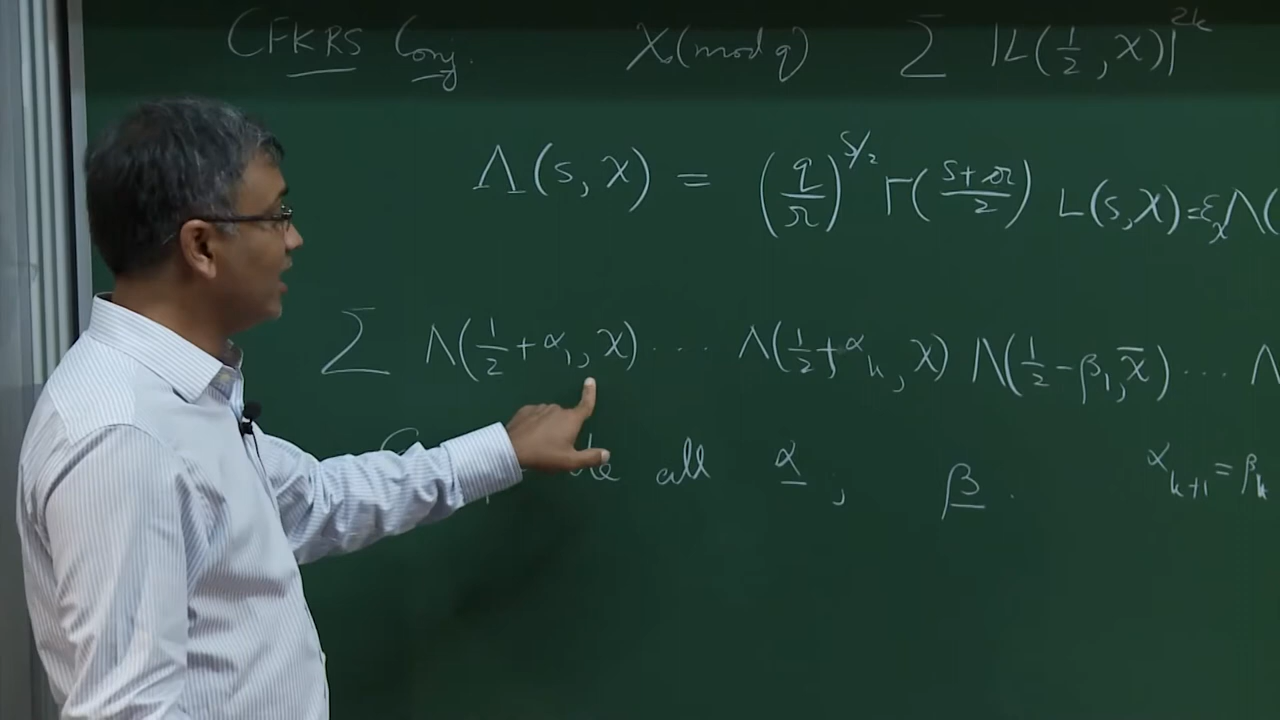 CFKRS Conj. χ(mod q) Σ |L(1/2, χ)|^{2k}
Λ(s, χ) = (q/π)^{s/2} Γ((s+𝔞)/2) L(s, χ) = ε_χ Λ(
Σ Λ(1/2 + α_1, χ) ... Λ(1/2 + α_k, χ) Λ(1/2 - β_1, χ̄) ... Λ
all α, β. α_{k+1} = β_k